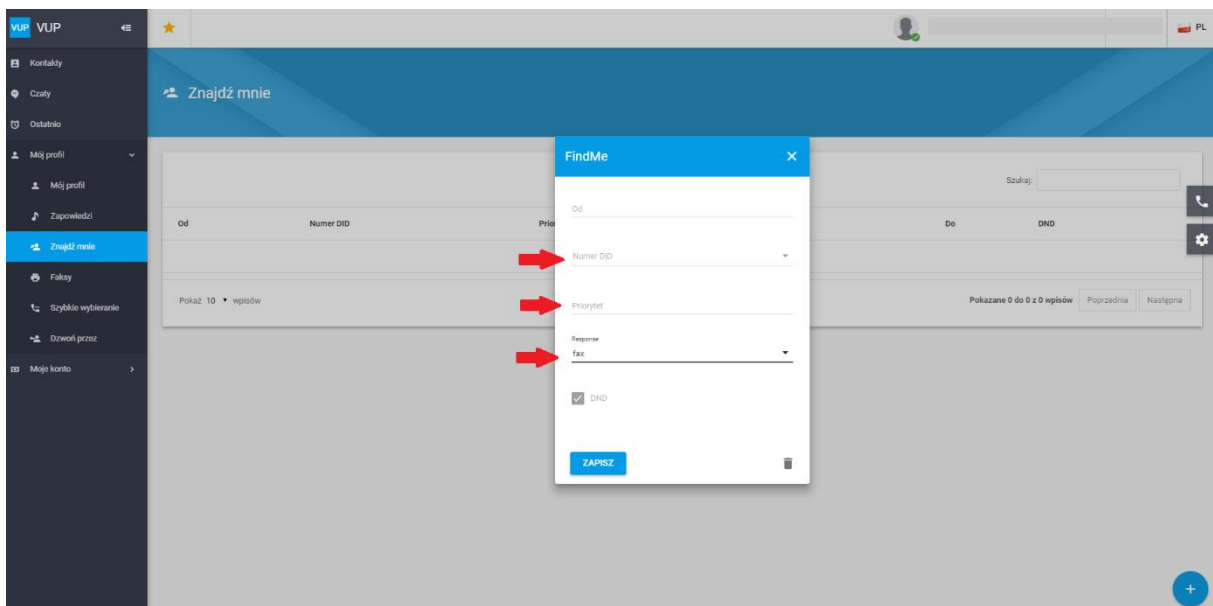 VUP VUP
PL
Kontakty
Czaty
Ostatnio
Mój profil
Mój profil
Zapowiedzi
Znajdź mnie
Faksy
Szybkie wybieranie
Dzwoń przez
Moje konto
Znajdź mnie
Szukaj:
Od Numer DID Prio Do DND
Pokaż 10 wpisów
Pokazane 0 do 0 z 0 wpisów Poprzednia Następna
FindMe
Od
Numer DID
Priorytet
Response
fax
DND
ZAPISZ